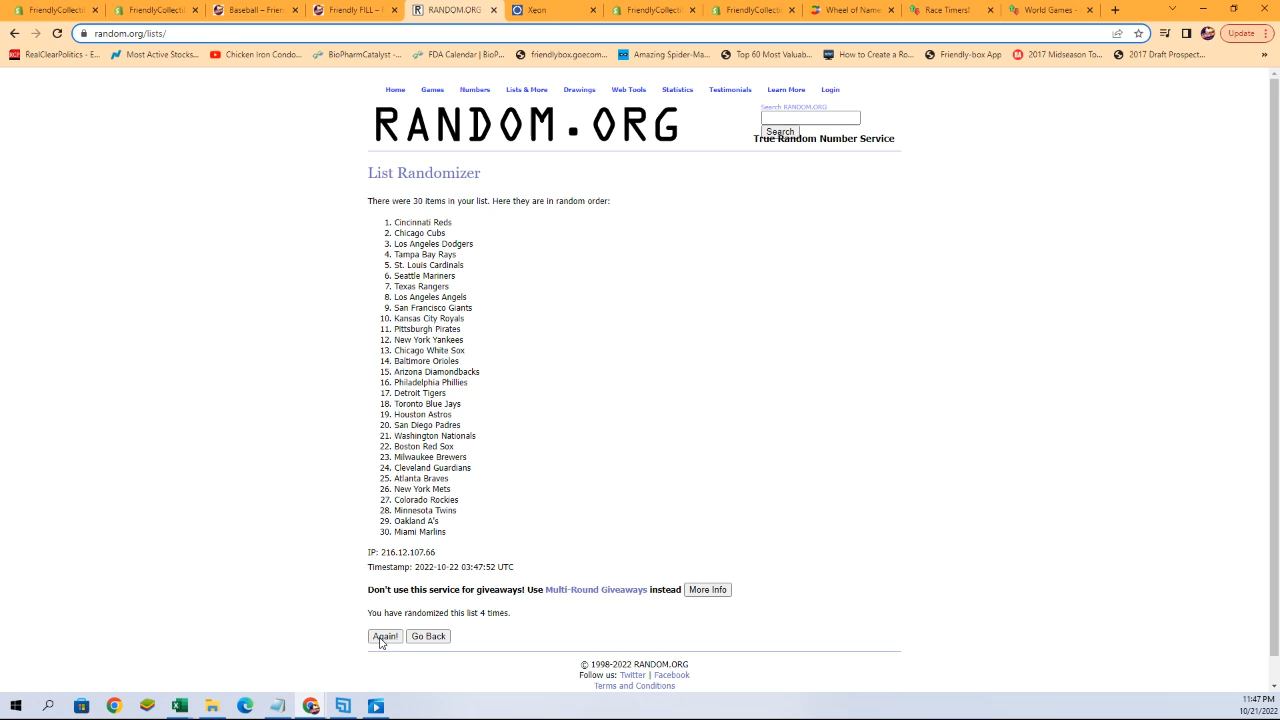 FriendlyCollecti
FriendlyCollecti
Baseball – Frien
Friendly FILL –
RANDOM.ORG
Xeon
FriendlyCollecti
FriendlyCollecti
Wheel of Names
Race Timers!
World Games -
random.org/lists/
Update
RealClearPolitics - E...
Most Active Stocks...
Chicken Iron Condo...
BioPharmCatalyst -...
FDA Calendar | BioP...
friendlybox.goecom...
Amazing Spider-Ma...
Top 60 Most Valuab...
How to Create a Ro...
Friendly-box App
2017 Midseason To...
2017 Draft Prospect...
Home Games Numbers Lists & More Drawings Web Tools Statistics Testimonials Learn More Login
RANDOM.ORG
Search RANDOM.ORG
Search
True Random Number Service
List Randomizer
There were 30 items in your list. Here they are in random order:
1. Cincinnati Reds
2. Chicago Cubs
3. Los Angeles Dodgers
4. Tampa Bay Rays
5. St. Louis Cardinals
6. Seattle Mariners
7. Texas Rangers
8. Los Angeles Angels
9. San Francisco Giants
10. Kansas City Royals
11. Pittsburgh Pirates
12. New York Yankees
13. Chicago White Sox
14. Baltimore Orioles
15. Arizona Diamondbacks
16. Philadelphia Phillies
17. Detroit Tigers
18. Toronto Blue Jays
19. Houston Astros
20. San Diego Padres
21. Washington Nationals
22. Boston Red Sox
23. Milwaukee Brewers
24. Cleveland Guardians
25. Atlanta Braves
26. New York Mets
27. Colorado Rockies
28. Minnesota Twins
29. Oakland A's
30. Miami Marlins
IP: 216.12.107.66
Timestamp: 2022-10-22 03:47:52 UTC
Don't use this service for giveaways! Use Multi-Round Giveaways instead More Info
You have randomized this list 4 times.
Again! Go Back
© 1998-2022 RANDOM.ORG
Follow us: Twitter | Facebook
Terms and Conditions
11:47 PM
10/21/2022